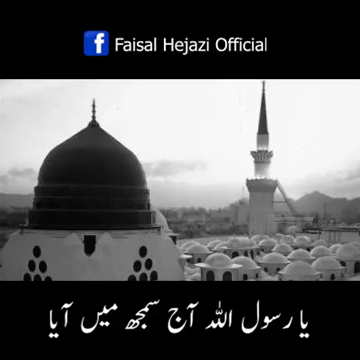 Faisal Hejazi Official
یا رسول اللہ آج سمجھ میں آیا